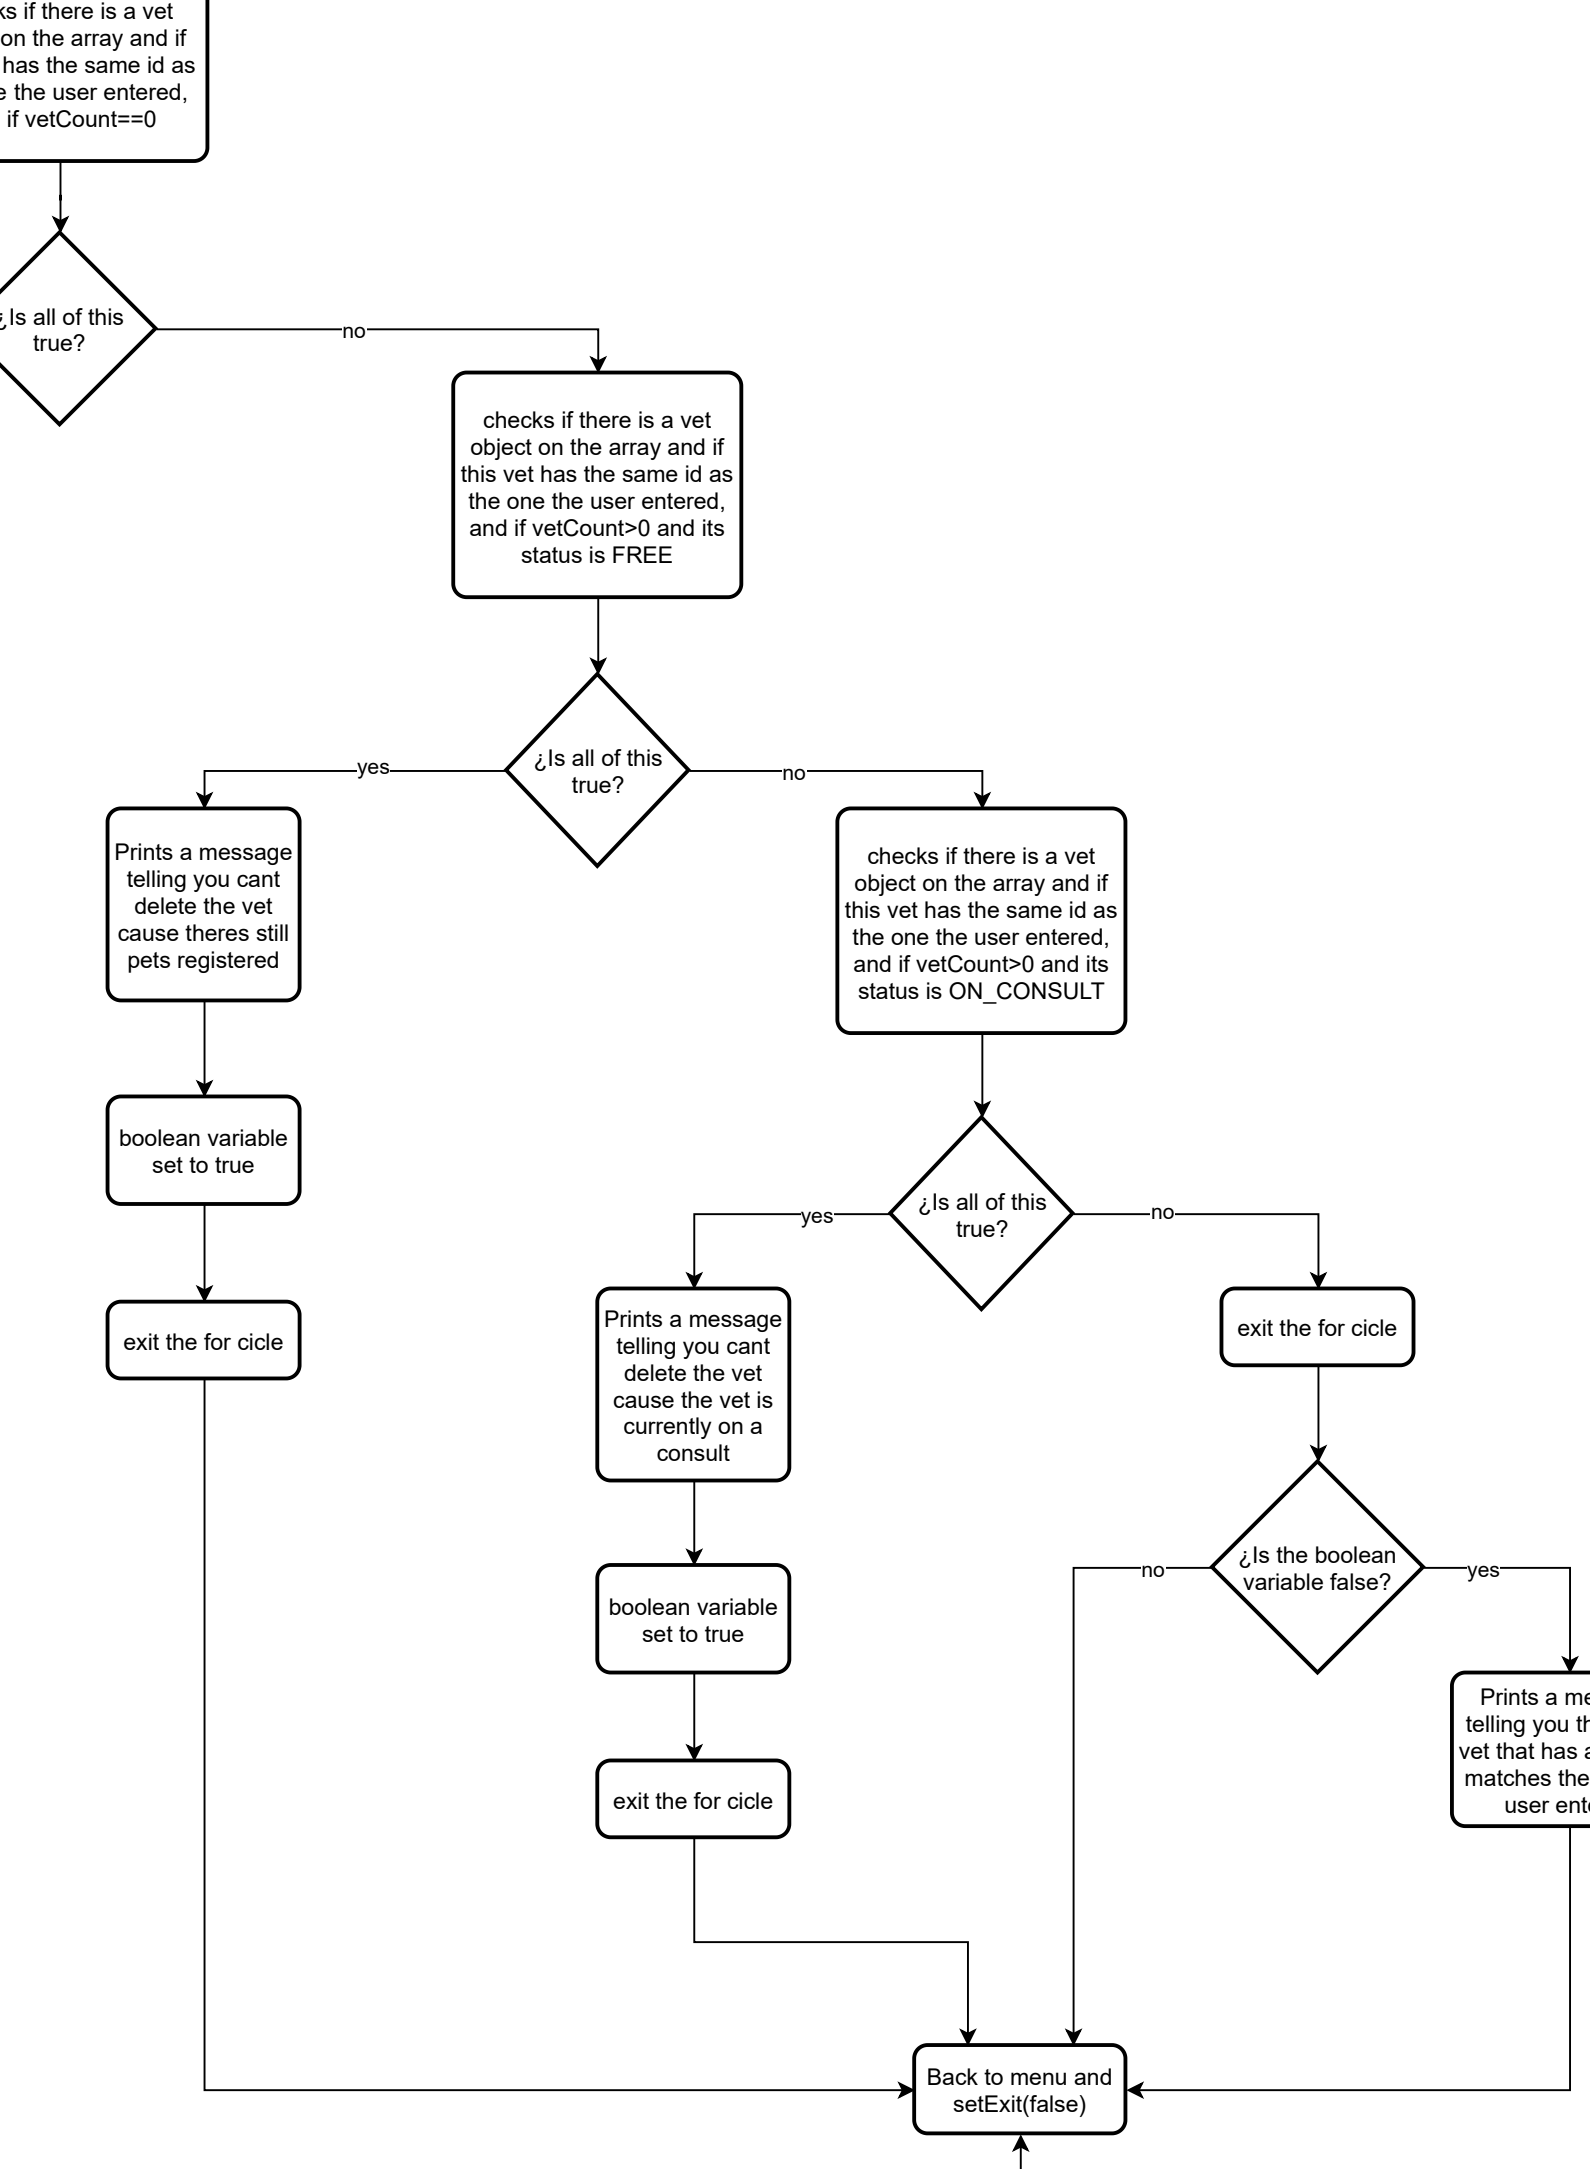 if there is a vet
on the array and if
has the same id as
the user entered,
if vetCount==0
¿Is all of this
true?
no
checks if there is a vet
object on the array and if
this vet has the same id as
the one the user entered,
and if vetCount>0 and its
status is FREE
¿Is all of this
true?
yes
no
Prints a message
telling you cant
delete the vet
cause theres still
pets registered
checks if there is a vet
object on the array and if
this vet has the same id as
the one the user entered,
and if vetCount>0 and its
status is ON_CONSULT
boolean variable
set to true
exit the for cicle
¿Is all of this
true?
yes
no
Prints a message
telling you cant
delete the vet
cause the vet is
currently on a
consult
exit the for cicle
boolean variable
set to true
¿Is the boolean
variable false?
no
yes
exit the for cicle
Prints a
telling you
vet that has
matches the
user
Back to menu and
setExit(false)